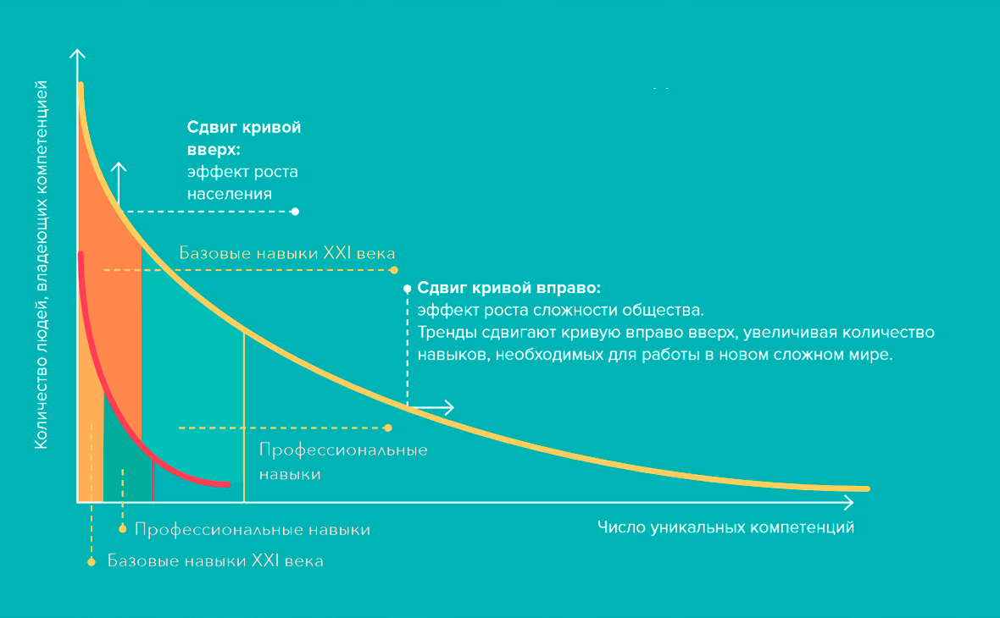 Количество людей, владеющих компетенцией
Сдвиг кривой
вверх:
эффект роста
населения
Базовые навыки XXI века
Сдвиг кривой вправо:
эффект роста сложности общества.
Тренды сдвигают кривую вправо вверх, увеличивая количество
навыков, необходимых для работы в новом сложном мире.
Профессиональные
навыки
Число уникальных компетенций
Профессиональные навыки
Базовые навыки XXI века